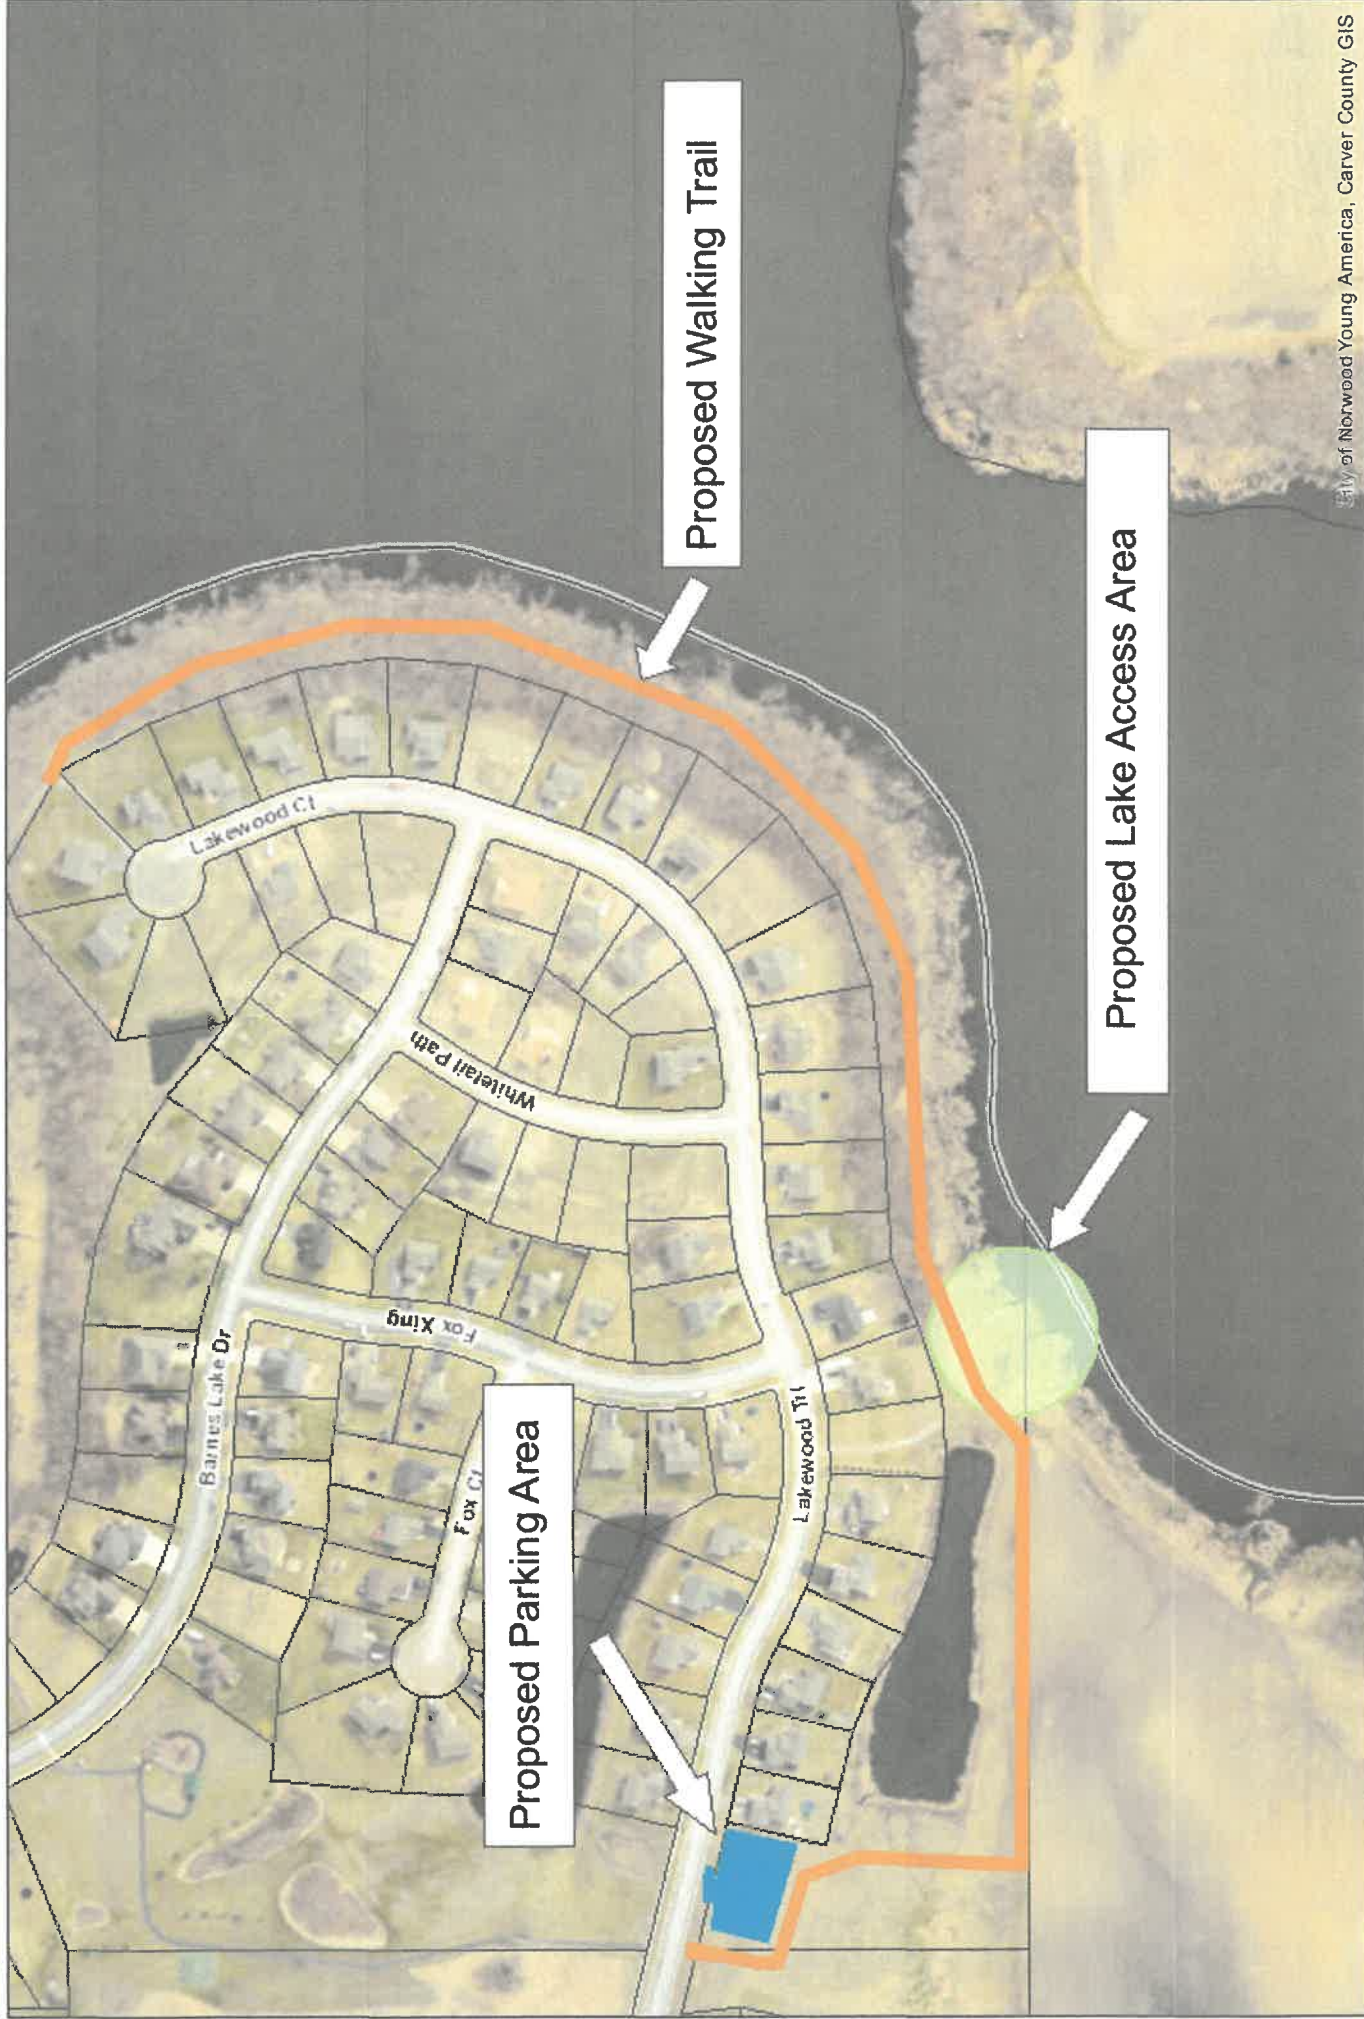 Proposed Walking Trail
Proposed Lake Access Area
Proposed Parking Area
Lakewood Ct
Whitetail Path
Barnes Lake Dr
Fox Xing
Fox Ct
Lakewood Trl
City of Norwood Young America, Carver County GIS